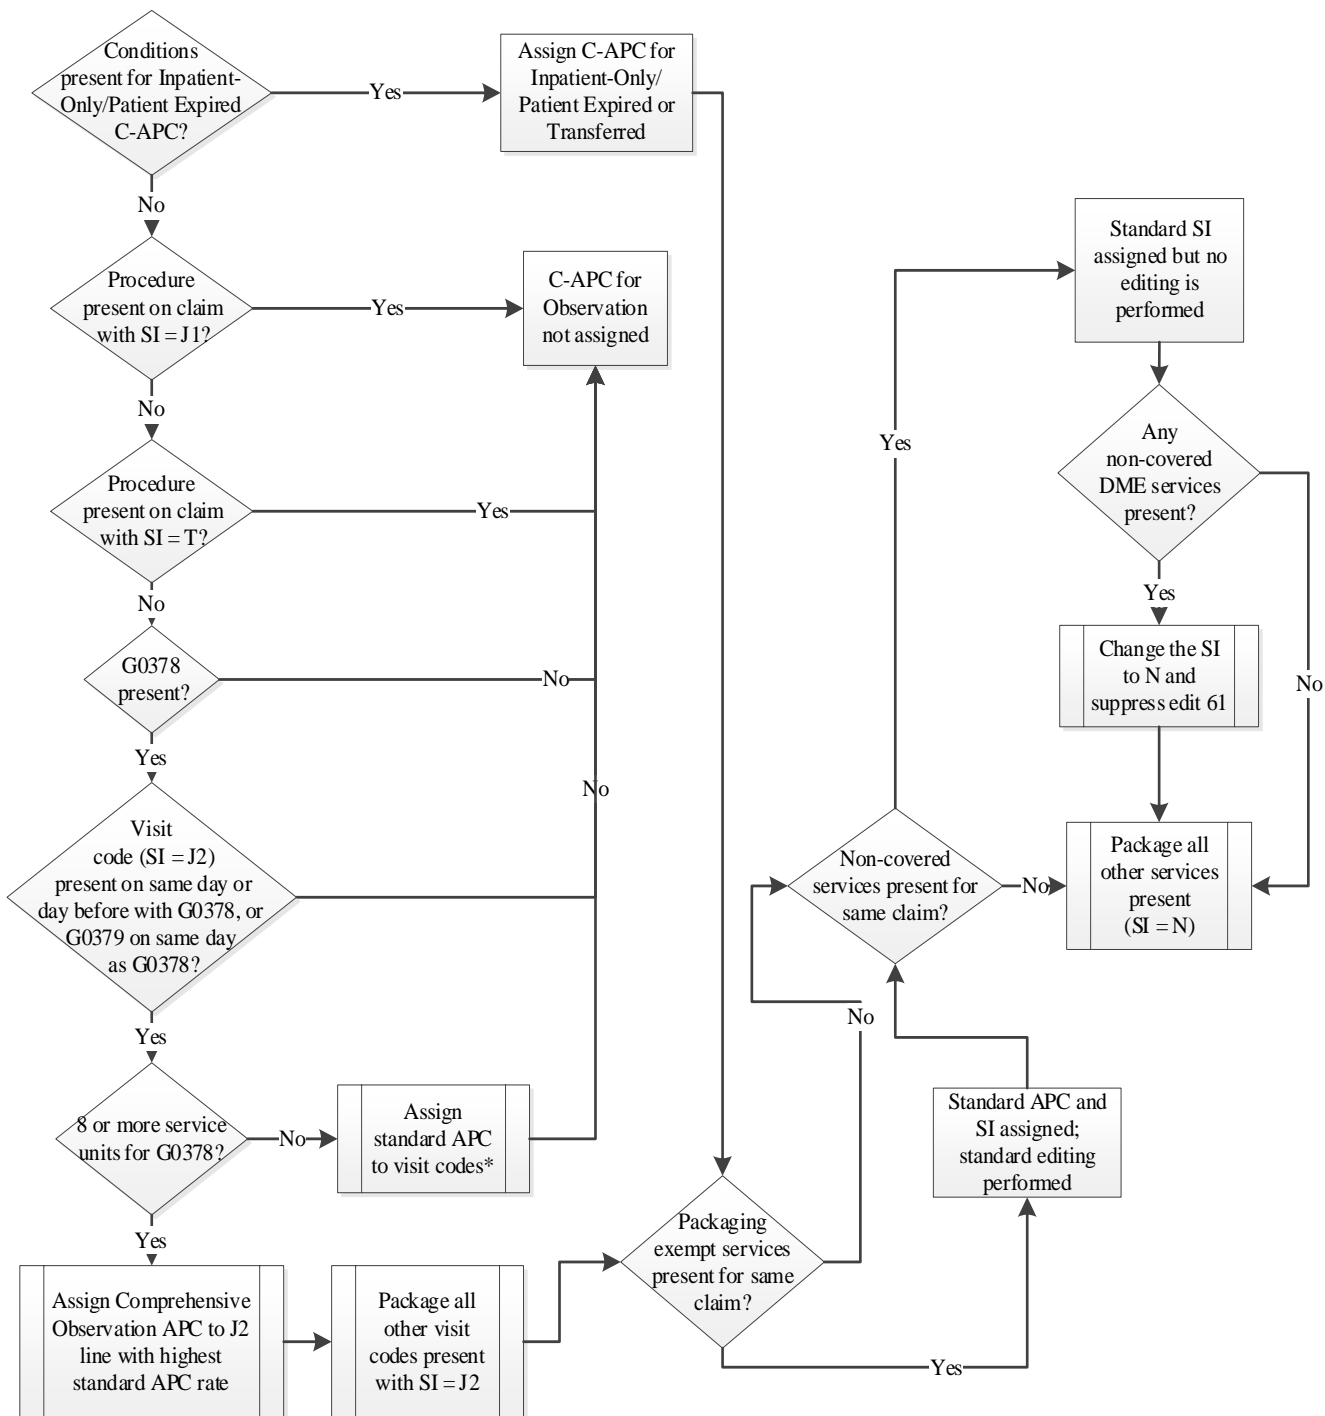 Conditions
present for Inpatient-
Only/Patient Expired
C-APC?
Yes
Assign C-APC for
Inpatient-Only/
Patient Expired or
Transferred
No
Procedure
present on claim
with SI = J1?
Yes
C-APC for
Observation
not assigned
No
Procedure
present on claim
with SI = T?
Yes
No
G0378
present?
No
Yes
Visit
code (SI = J2)
present on same day or
day before with G0378, or
G0379 on same day
as G0378?
No
Yes
8 or more service
units for G0378?
No
Assign
standard APC
to visit codes*
Yes
Assign Comprehensive
Observation APC to J2
line with highest
standard APC rate
Package all
other visit
codes present
with SI = J2
Packaging
exempt services
present for same
claim?
No
Yes
Standard APC and
SI assigned;
standard editing
performed
Non-covered
services present for
same claim?
No
Yes
Standard SI
assigned but no
editing is
performed
Any
non-covered
DME services
present?
No
Yes
Change the SI
to N and
suppress edit 61
Package all
other services
present
(SI = N)